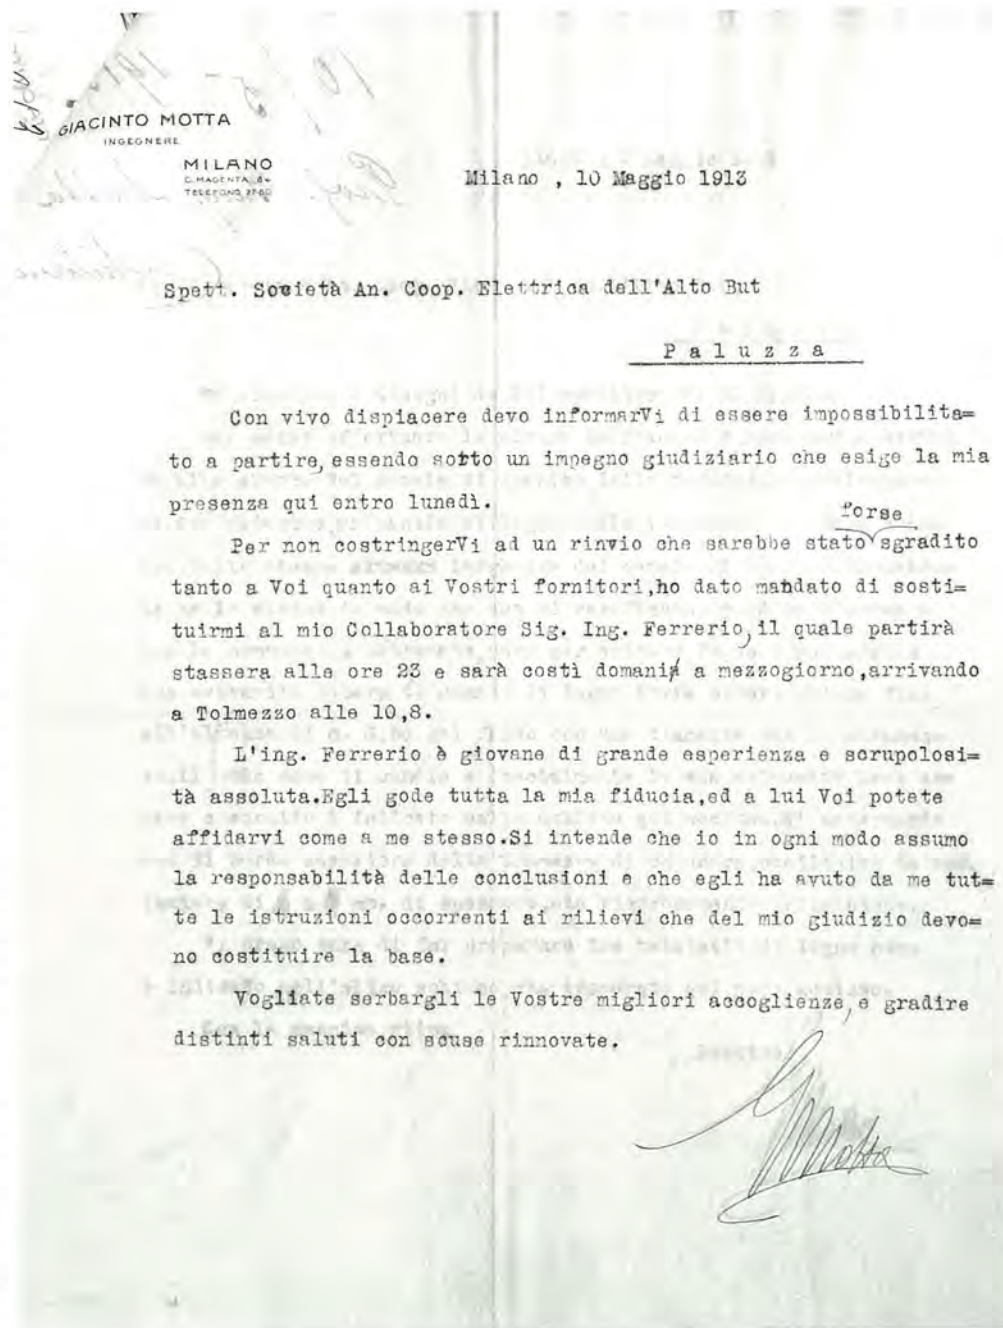 GIACINTO MOTTA
INGEGNERE
MILANO
C. MAGENTA, 84
Milano , 10 Maggio 1913
Spett. Società An. Coop. Elettrica dell'Alto But
Paluzza
Con vivo dispiacere devo informarVi di essere impossibilita=
to a partire, essendo sotto un impegno giudiziario che esige la mia
presenza qui entro lunedì.
forse
Per non costringerVi ad un rinvio che sarebbe stato sgradito
tanto a Voi quanto ai Vostri fornitori,ho dato mandato di sosti=
tuirmi al mio Collaboratore Sig. Ing. Ferrerio, il quale partirà
stassera alle ore 23 e sarà costì domani a mezzogiorno,arrivando
a Tolmezzo alle 10,8.
L'ing. Ferrerio è giovane di grande esperienza e scrupolosi=
tà assoluta.Egli gode tutta la mia fiducia,ed a lui Voi potete
affidarvi come a me stesso.Si intende che io in ogni modo assumo
la responsabilità delle conclusioni e che egli ha avuto da me tut=
te le istruzioni occorrenti ai rilievi che del mio giudizio devo=
no costituire la base.
Vogliate serbargli le Vostre migliori accoglienze, e gradire
distinti saluti con scuse rinnovate.
GMotta